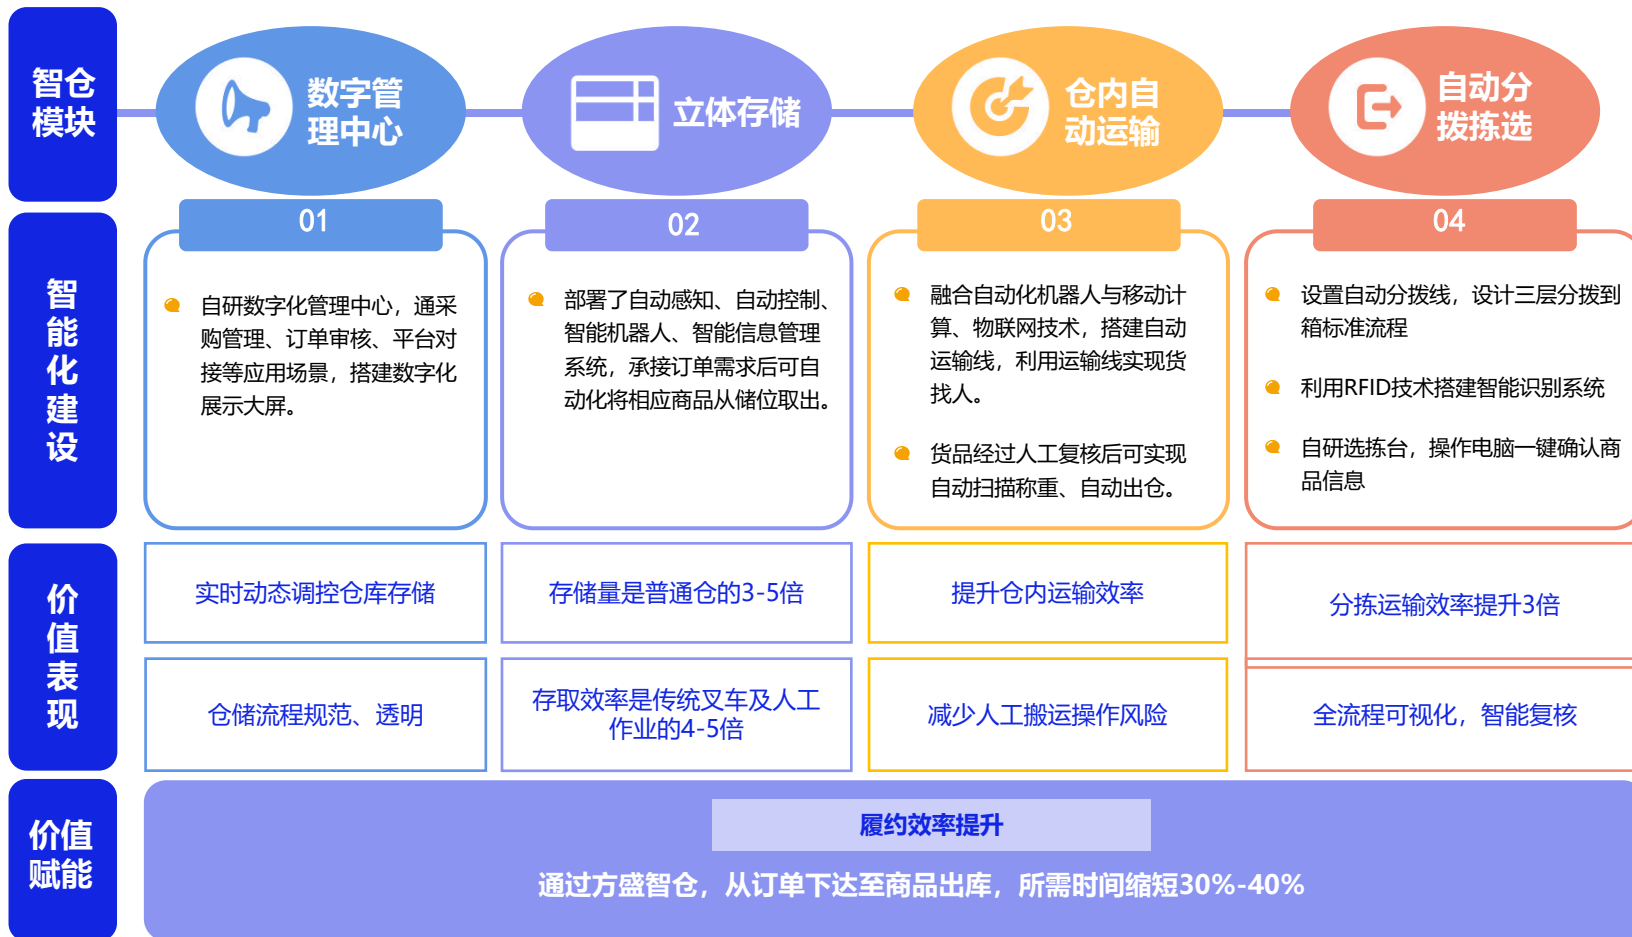 智仓
模块
数字管
理中心
立体存储
仓内自
动运输
自动分
拨拣选
智
能
化
建
设
01
自研数字化管理中心，通采
购管理、订单审核、平台对
接等应用场景，搭建数字化
展示大屏。
02
部署了自动感知、自动控制、
智能机器人、智能信息管理
系统，承接订单需求后可自
动化将相应商品从储位取出。
03
融合自动化机器人与移动计
算、物联网技术，搭建自动
运输线，利用运输线实现货
找人。
货品经过人工复核后可实现
自动扫描称重、自动出仓。
04
设置自动分拨线，设计三层分拨到
箱标准流程
利用RFID技术搭建智能识别系统
自研选拣台，操作电脑一键确认商
品信息
价
值
表
现
实时动态调控仓库存储
存储量是普通仓的3-5倍
提升仓内运输效率
分拣运输效率提升3倍
仓储流程规范、透明
存取效率是传统叉车及人工
作业的4-5倍
减少人工搬运操作风险
全流程可视化，智能复核
价值
赋能
履约效率提升
通过方盛智仓，从订单下达至商品出库，所需时间缩短30%-40%